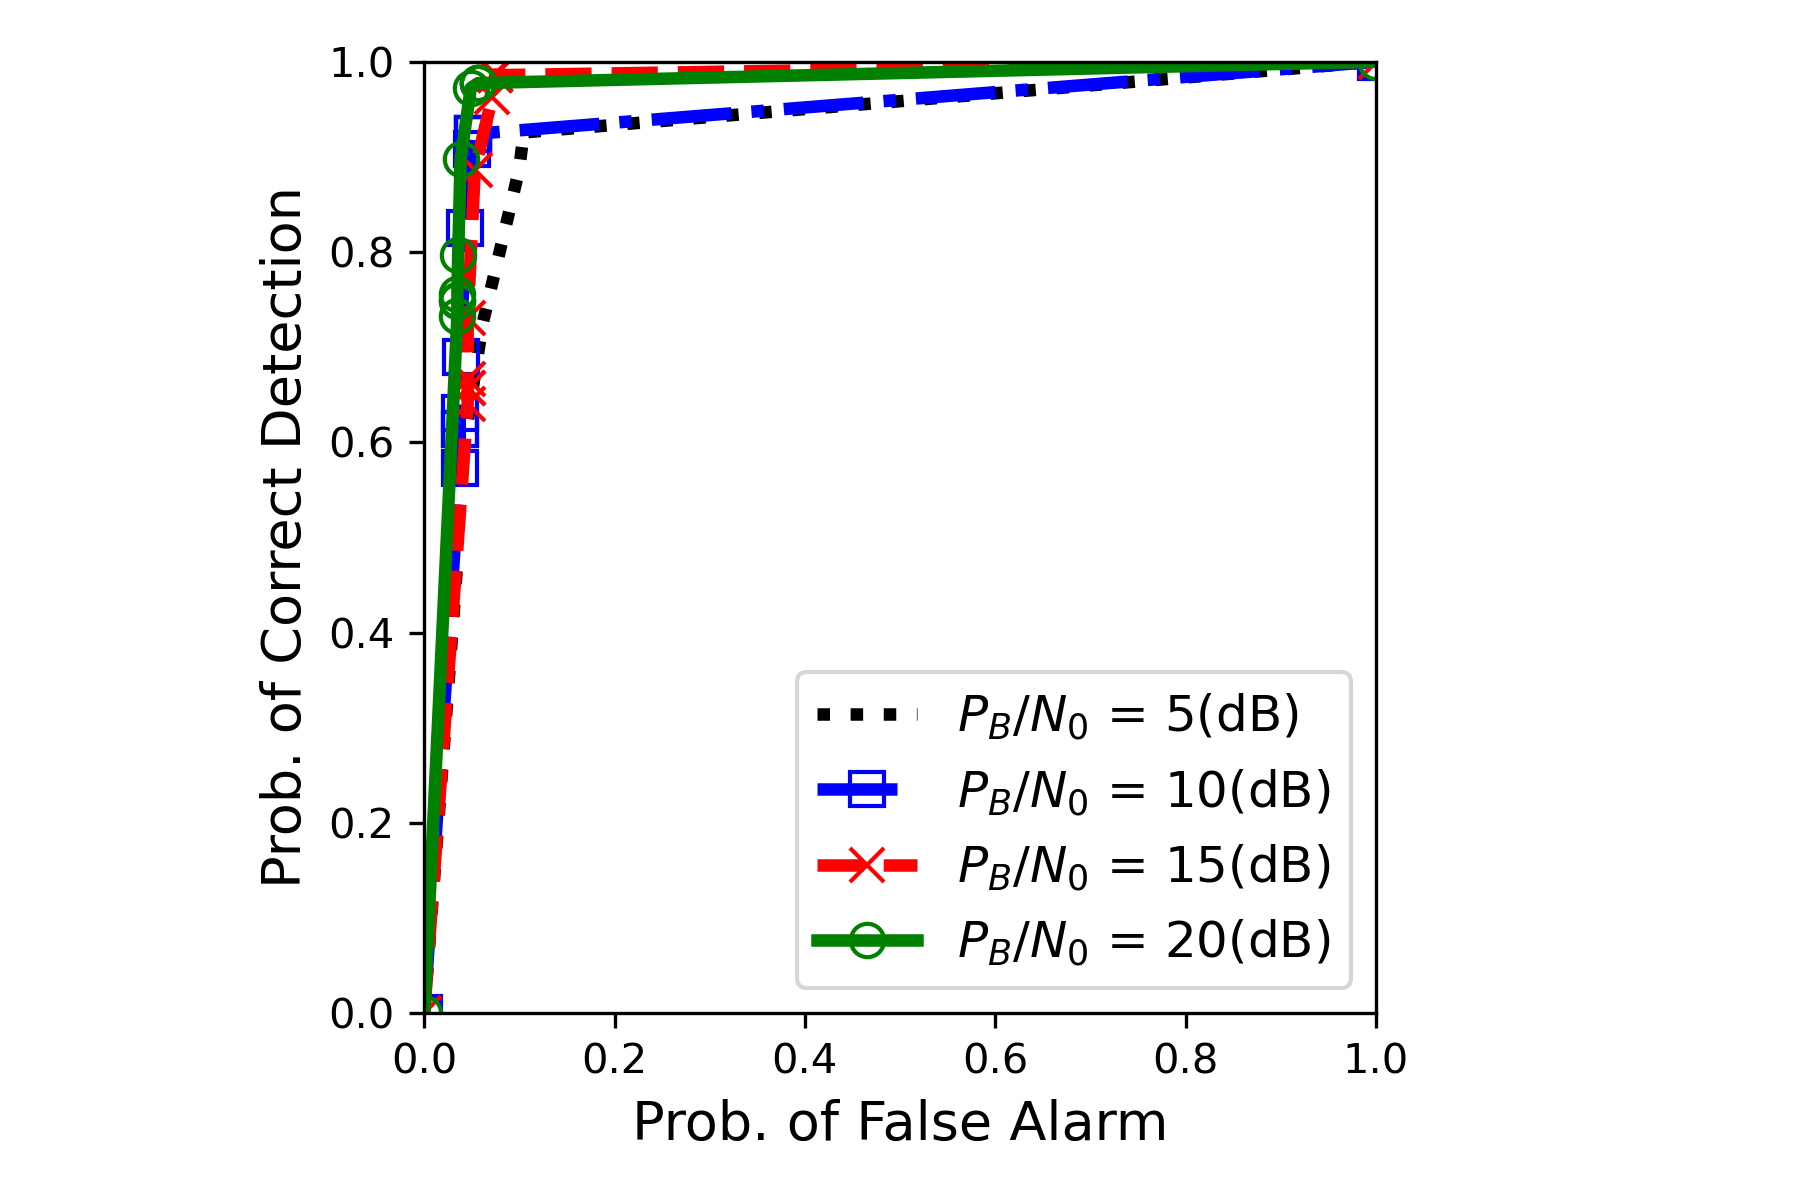 1.0
0.8
0.6
0.4
0.2
0.0
Prob. of Correct Detection
P_B/N_0 = 5(dB)
P_B/N_0 = 10(dB)
P_B/N_0 = 15(dB)
P_B/N_0 = 20(dB)
0.0 0.2 0.4 0.6 0.8 1.0
Prob. of False Alarm